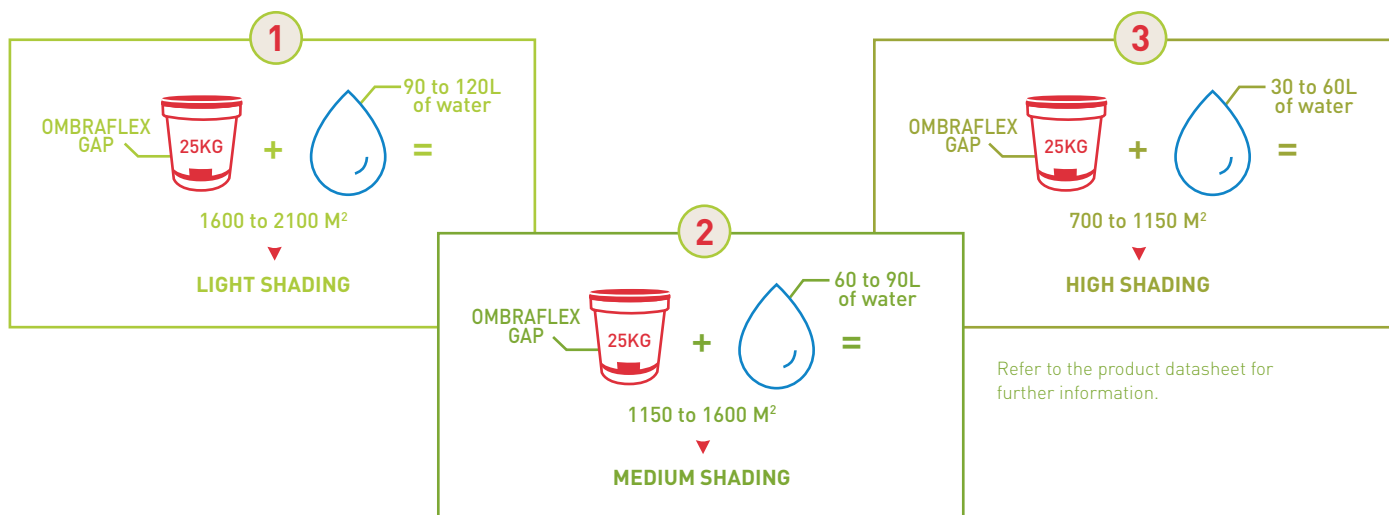 1
OMBRAFLEX
GAP
25KG
+
90 to 120L
of water
=
1600 to 2100 M²
LIGHT SHADING
2
OMBRAFLEX
GAP
25KG
+
60 to 90L
of water
=
1150 to 1600 M²
MEDIUM SHADING
3
OMBRAFLEX
GAP
25KG
+
30 to 60L
of water
=
700 to 1150 M²
HIGH SHADING
Refer to the product datasheet for
further information.